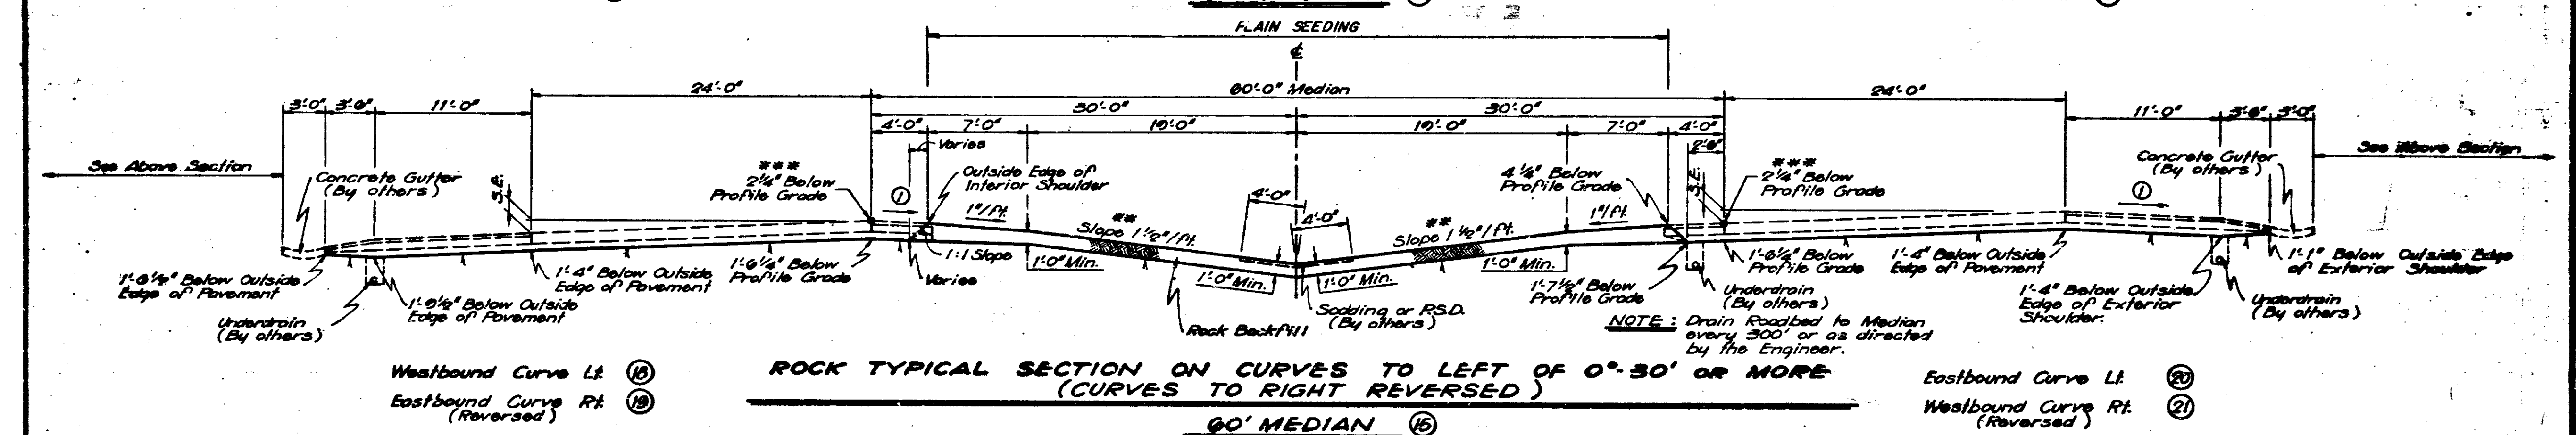 PLAIN SEEDING
℄
24'-0" 60'-0" Median 24'-0"
3'-0" 3'-6" 11'-0" 30'-0" 30'-0" 11'-0" 3'-6" 3'-0"
4'-0" 7'-0" 19'-0" 19'-0" 7'-0" 4'-0"
Varies 2'-6"
See Above Section
See Above Section
Concrete Gutter
(By others)
S.E.
***
2¼" Below
Profile Grade
①
Outside Edge of
Interior Shoulder
1"/ft.
**
Slope 1½"/ft.
4'-0"
4'-0"
**
Slope 1½"/ft.
1"/ft.
4¼" Below
Profile Grade
S.E.
***
2¼" Below
Profile Grade
①
Concrete Gutter
(By others)
Edge of Pavement
Below Outside
Edge of Pavement
Underdrain
(By others)
1'-4" Below Outside
Edge of Pavement
1'-6¼" Below
Profile Grade
1:1 Slope
Varies
1'-0" Min.
1'-0" Min.
1'-0" Min.
1'-0" Min.
Rock Backfill
Sodding or P.S.D.
(By others)
1'-7½" Below
Profile Grade
1'-6¼" Below
Profile Grade
Underdrain
(By others)
1'-4" Below Outside
Edge of Pavement
1'-4" Below Outside
Edge of Exterior
Shoulder.
1'-1" Below Outside Edge
of Exterior Shoulder
Underdrain
(By others)
NOTE: Drain Roadbed to Median
every 300' or as directed
by the Engineer.
Westbound Curve Lt. ⑱
Eastbound Curve Rt. ⑲
(Reversed)
ROCK TYPICAL SECTION ON CURVES TO LEFT OF 0°-30' OR MORE
(CURVES TO RIGHT REVERSED)
60' MEDIAN ⑮
Eastbound Curve Lt. ⑳
Westbound Curve Rt. ㉑
(Reversed)